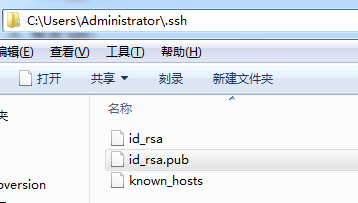 C:\Users\Administrator\.ssh
编辑(E) 查看(V) 工具(T) 帮助(H)
打开 共享 刻录 新建文件夹
名称
夹
id_rsa
id_rsa.pub
oversion
known_hosts